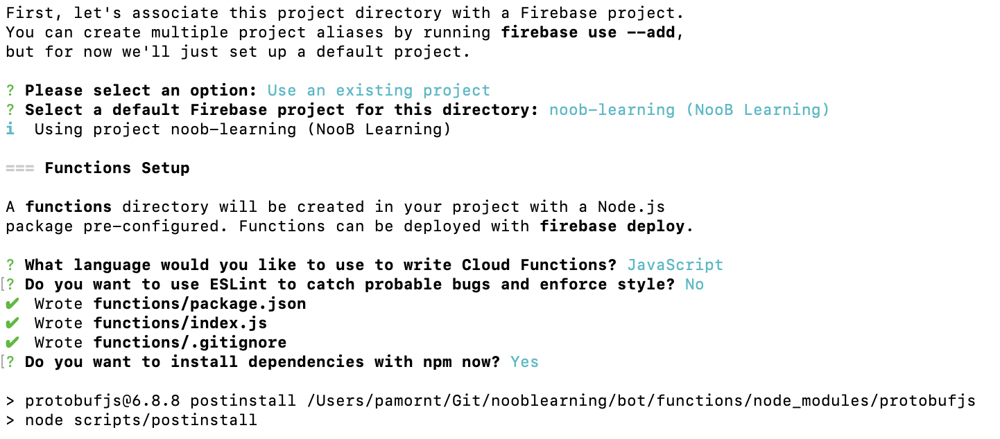 First, let's associate this project directory with a Firebase project.
You can create multiple project aliases by running firebase use --add,
but for now we'll just set up a default project.
? Please select an option: Use an existing project
? Select a default Firebase project for this directory: noob-learning (NooB Learning)
i  Using project noob-learning (NooB Learning)
=== Functions Setup
A functions directory will be created in your project with a Node.js
package pre-configured. Functions can be deployed with firebase deploy.
? What language would you like to use to write Cloud Functions? JavaScript
[? Do you want to use ESLint to catch probable bugs and enforce style? No
✔  Wrote functions/package.json
✔  Wrote functions/index.js
✔  Wrote functions/.gitignore
[? Do you want to install dependencies with npm now? Yes
> protobufjs@6.8.8 postinstall /Users/pamornt/Git/nooblearning/bot/functions/node_modules/protobufjs
> node scripts/postinstall